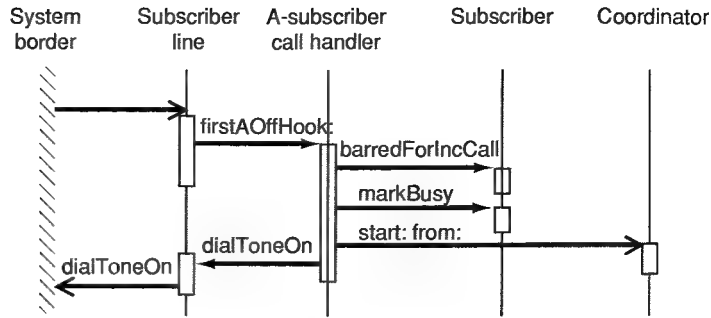 System border
Subscriber line
A-subscriber call handler
Subscriber
Coordinator
firstAOffHook:
barredForIncCall
markBusy
start: from:
dialToneOn
dialToneOn